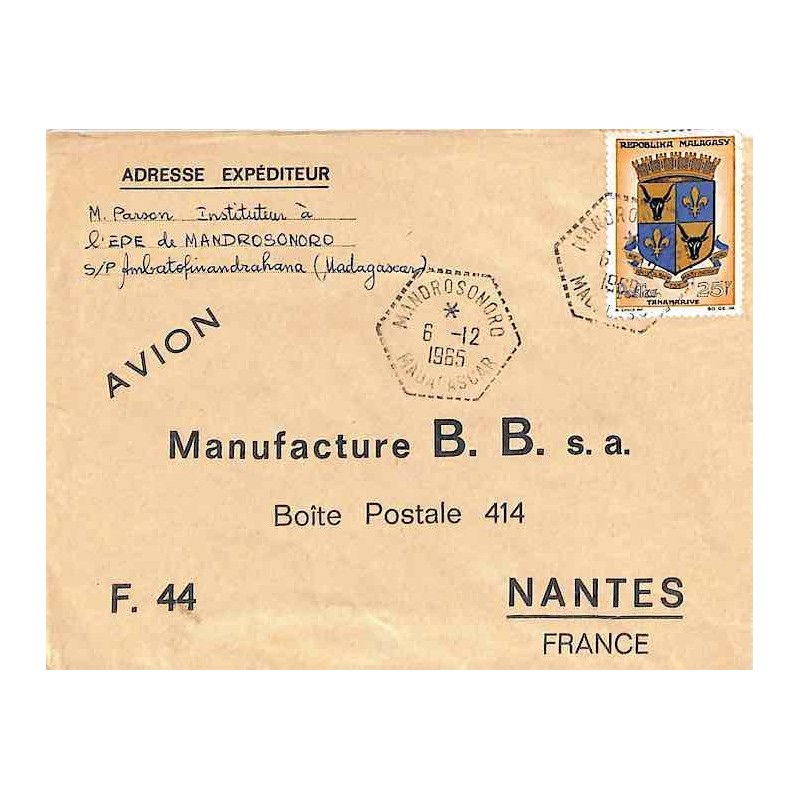 ADRESSE EXPÉDITEUR
M. Parson Instituteur à
l'EPE de MANDROSONORO
S/P Ambatofinandrahana (Madagascar)
REPOBLIKA MALAGASY
25F
TANANARIVE
MANDROSONORO
6 -12
1965
MADAGASCAR
AVION
Manufacture B. B. s. a.
Boîte Postale 414
F. 44
NANTES
FRANCE